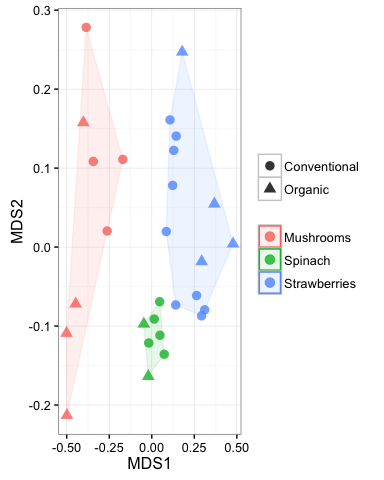 0.3
0.2
0.1
0.0
-0.1
-0.2
MDS2
-0.50 -0.25 0.00 0.25 0.50
MDS1
Conventional
Organic
Mushrooms
Spinach
Strawberries